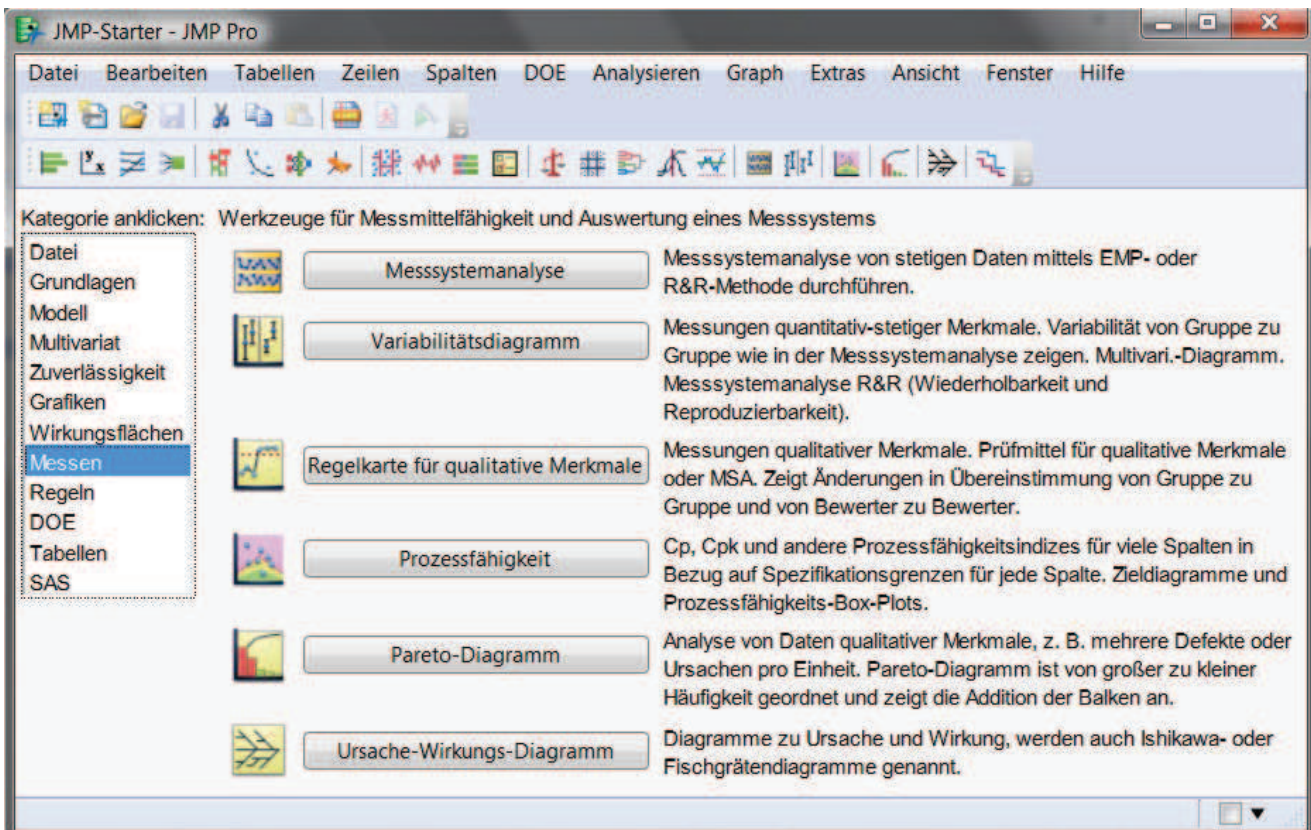 JMP-Starter - JMP Pro
Datei Bearbeiten Tabellen Zeilen Spalten DOE Analysieren Graph Extras Ansicht Fenster Hilfe
Kategorie anklicken: Werkzeuge für Messmittelfähigkeit und Auswertung eines Messsystems
Datei
Grundlagen
Modell
Multivariat
Zuverlässigkeit
Grafiken
Wirkungsflächen
Messen
Regeln
DOE
Tabellen
SAS
Messsystemanalyse
Messsystemanalyse von stetigen Daten mittels EMP- oder
R&R-Methode durchführen.
Variabilitätsdiagramm
Messungen quantitativ-stetiger Merkmale. Variabilität von Gruppe zu
Gruppe wie in der Messsystemanalyse zeigen. Multivari.-Diagramm.
Messsystemanalyse R&R (Wiederholbarkeit und
Reproduzierbarkeit).
Regelkarte für qualitative Merkmale
Messungen qualitativer Merkmale. Prüfmittel für qualitative Merkmale
oder MSA. Zeigt Änderungen in Übereinstimmung von Gruppe zu
Gruppe und von Bewerter zu Bewerter.
Prozessfähigkeit
Cp, Cpk und andere Prozessfähigkeitsindizes für viele Spalten in
Bezug auf Spezifikationsgrenzen für jede Spalte. Zieldiagramme und
Prozessfähigkeits-Box-Plots.
Pareto-Diagramm
Analyse von Daten qualitativer Merkmale, z. B. mehrere Defekte oder
Ursachen pro Einheit. Pareto-Diagramm ist von großer zu kleiner
Häufigkeit geordnet und zeigt die Addition der Balken an.
Ursache-Wirkungs-Diagramm
Diagramme zu Ursache und Wirkung, werden auch Ishikawa- oder
Fischgrätendiagramme genannt.